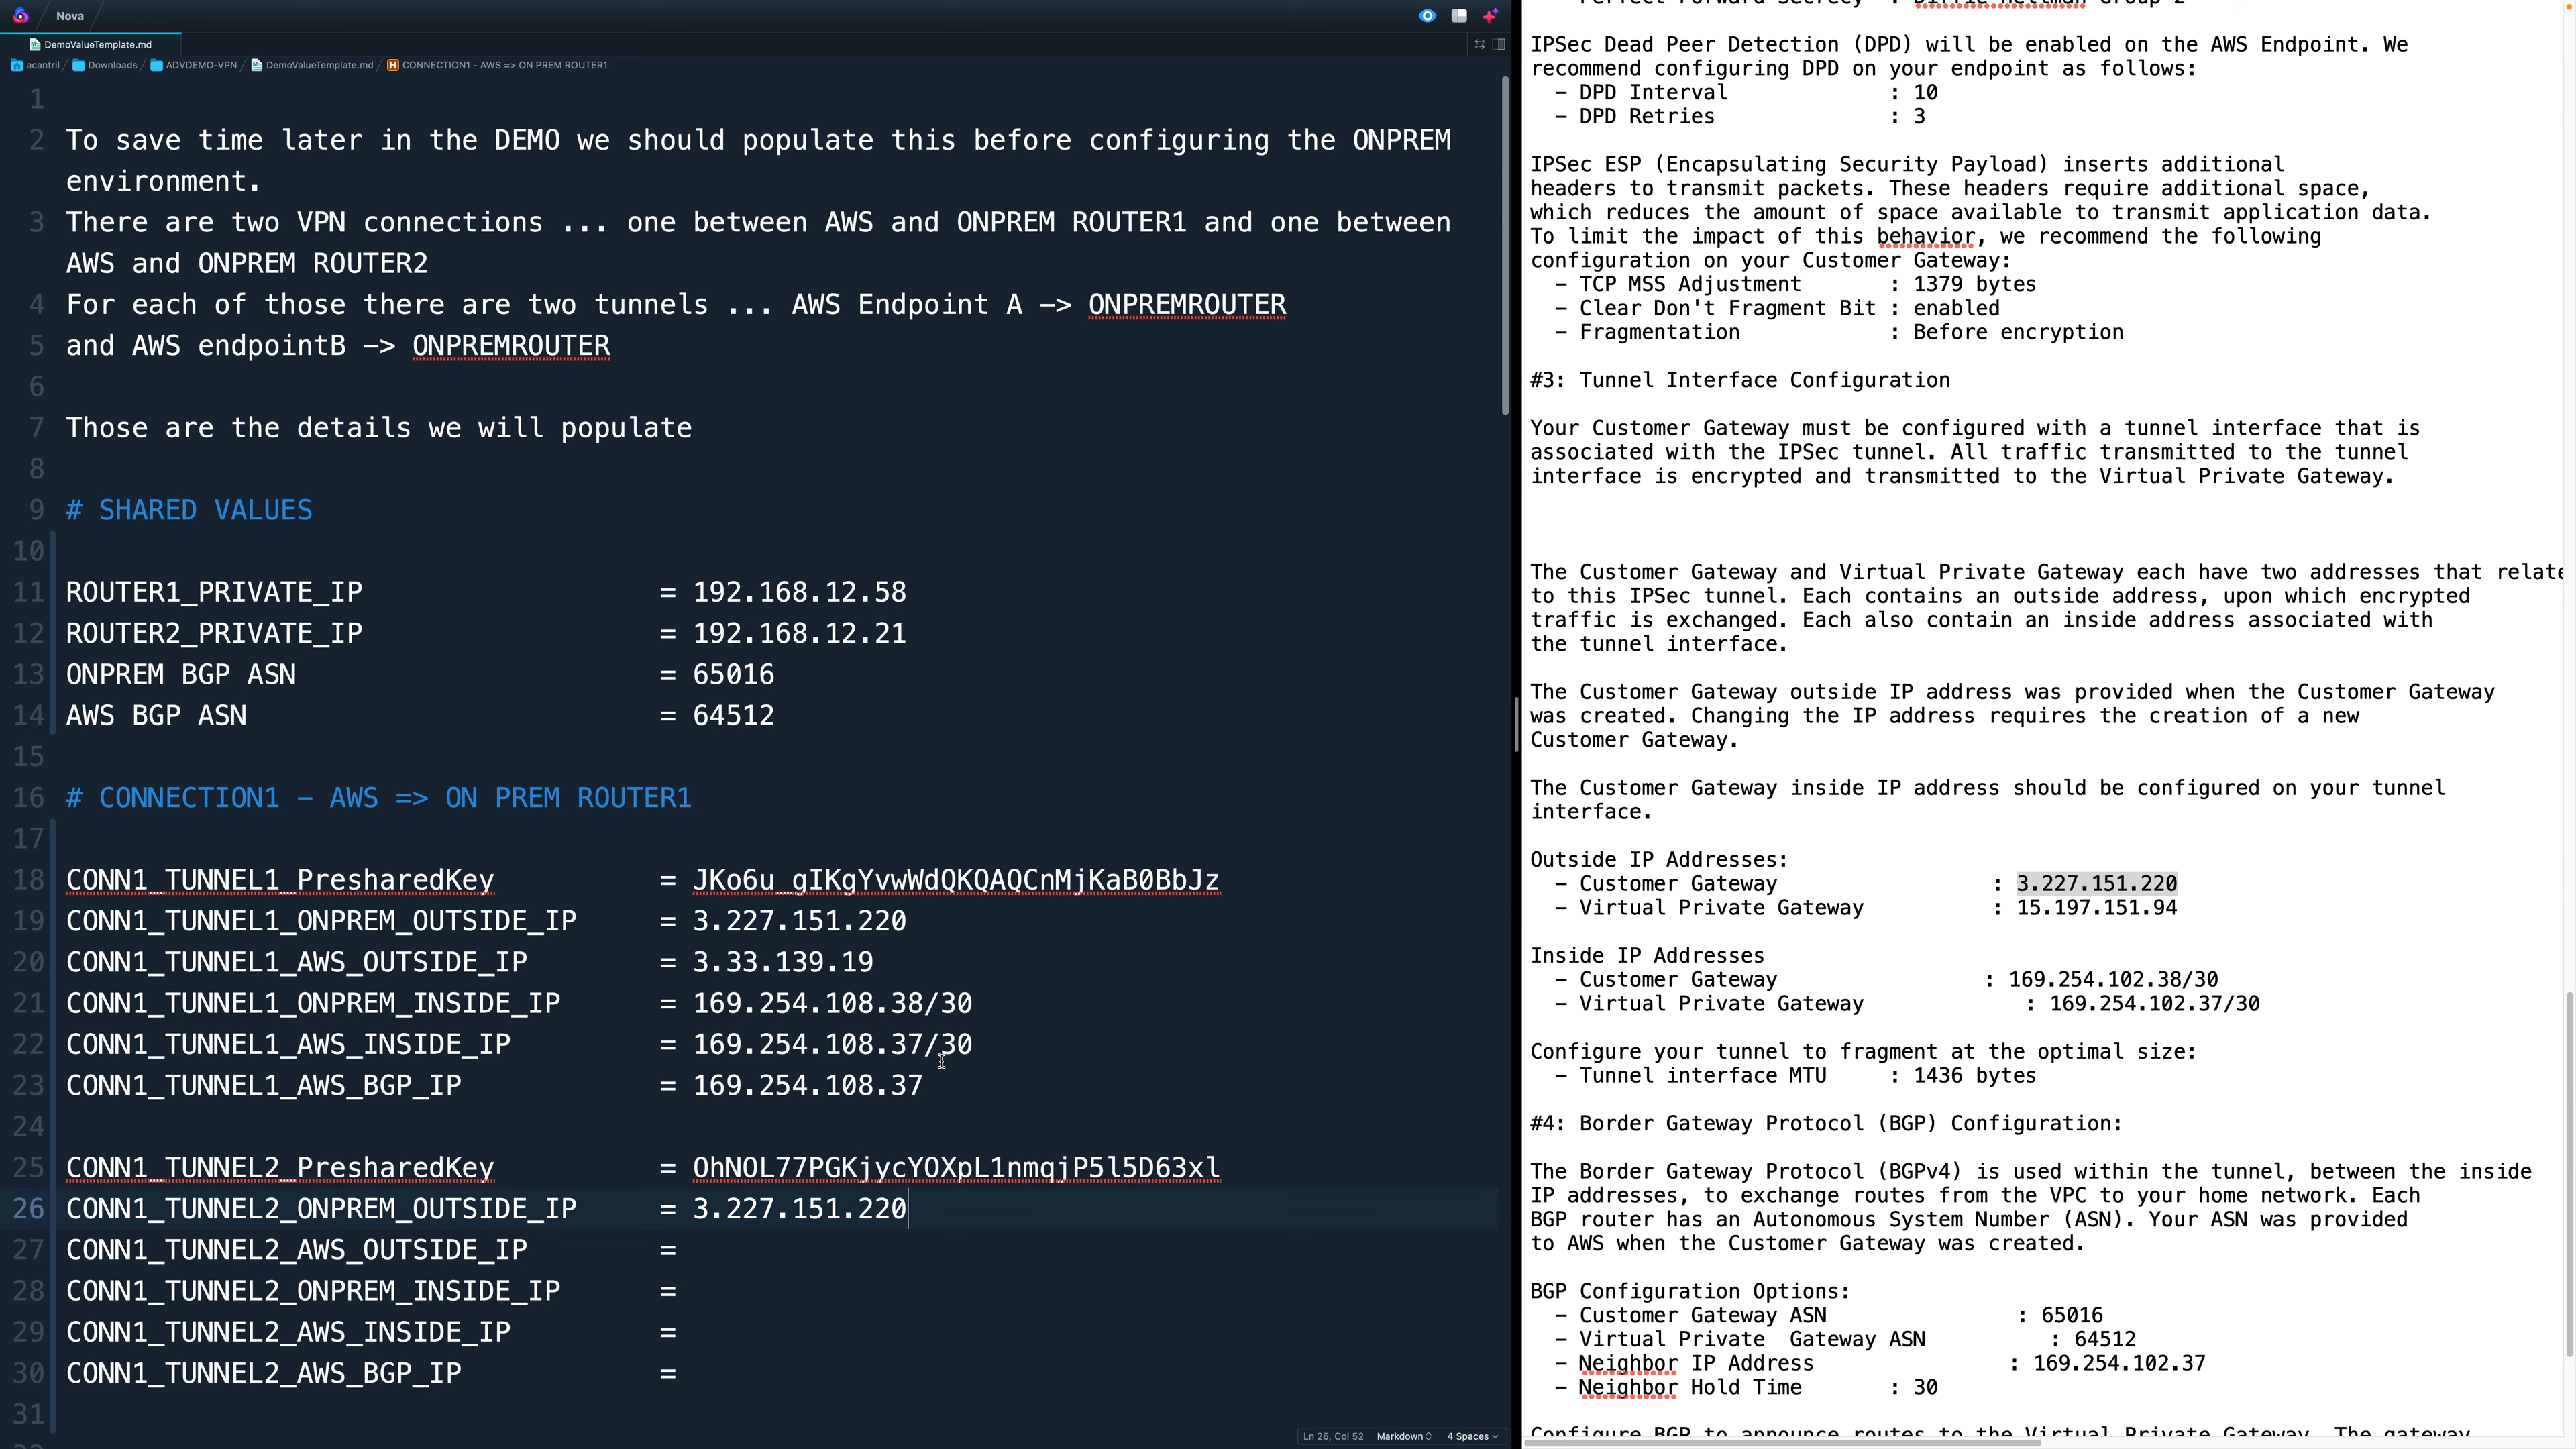 Nova
DemoValueTemplate.md
acantril / Downloads / ADVDEMO-VPN / DemoValueTemplate.md / H CONNECTION1 - AWS => ON PREM ROUTER1
1
2 To save time later in the DEMO we should populate this before configuring the ONPREM
environment.
3 There are two VPN connections ... one between AWS and ONPREM ROUTER1 and one between
AWS and ONPREM ROUTER2
4 For each of those there are two tunnels ... AWS Endpoint A -> ONPREMROUTER
5 and AWS endpointB -> ONPREMROUTER
6
7 Those are the details we will populate
8
9 # SHARED VALUES
10
11 ROUTER1_PRIVATE_IP = 192.168.12.58
12 ROUTER2_PRIVATE_IP = 192.168.12.21
13 ONPREM BGP ASN = 65016
14 AWS BGP ASN = 64512
15
16 # CONNECTION1 - AWS => ON PREM ROUTER1
17
18 CONN1_TUNNEL1_PresharedKey = JKo6u_gIKgYvwWdQKQAQCnMjKaB0BbJz
19 CONN1_TUNNEL1_ONPREM_OUTSIDE_IP = 3.227.151.220
20 CONN1_TUNNEL1_AWS_OUTSIDE_IP = 3.33.139.19
21 CONN1_TUNNEL1_ONPREM_INSIDE_IP = 169.254.108.38/30
22 CONN1_TUNNEL1_AWS_INSIDE_IP = 169.254.108.37/30
23 CONN1_TUNNEL1_AWS_BGP_IP = 169.254.108.37
24
25 CONN1_TUNNEL2_PresharedKey = OhNOL77PGKjycYOXpL1nmqjP5l5D63xl
26 CONN1_TUNNEL2_ONPREM_OUTSIDE_IP = 3.227.151.220
27 CONN1_TUNNEL2_AWS_OUTSIDE_IP =
28 CONN1_TUNNEL2_ONPREM_INSIDE_IP =
29 CONN1_TUNNEL2_AWS_INSIDE_IP =
30 CONN1_TUNNEL2_AWS_BGP_IP =
31
Ln 26, Col 52 Markdown 4 Spaces
- Perfect Forward Secrecy : Diffie-Hellman Group 2
IPSec Dead Peer Detection (DPD) will be enabled on the AWS Endpoint. We
recommend configuring DPD on your endpoint as follows:
- DPD Interval : 10
- DPD Retries : 3
IPSec ESP (Encapsulating Security Payload) inserts additional
headers to transmit packets. These headers require additional space,
which reduces the amount of space available to transmit application data.
To limit the impact of this behavior, we recommend the following
configuration on your Customer Gateway:
- TCP MSS Adjustment : 1379 bytes
- Clear Don't Fragment Bit : enabled
- Fragmentation : Before encryption
#3: Tunnel Interface Configuration
Your Customer Gateway must be configured with a tunnel interface that is
associated with the IPSec tunnel. All traffic transmitted to the tunnel
interface is encrypted and transmitted to the Virtual Private Gateway.
The Customer Gateway and Virtual Private Gateway each have two addresses that relate
to this IPSec tunnel. Each contains an outside address, upon which encrypted
traffic is exchanged. Each also contain an inside address associated with
the tunnel interface.
The Customer Gateway outside IP address was provided when the Customer Gateway
was created. Changing the IP address requires the creation of a new
Customer Gateway.
The Customer Gateway inside IP address should be configured on your tunnel
interface.
Outside IP Addresses:
- Customer Gateway : 3.227.151.220
- Virtual Private Gateway : 15.197.151.94
Inside IP Addresses
- Customer Gateway : 169.254.102.38/30
- Virtual Private Gateway : 169.254.102.37/30
Configure your tunnel to fragment at the optimal size:
- Tunnel interface MTU : 1436 bytes
#4: Border Gateway Protocol (BGP) Configuration:
The Border Gateway Protocol (BGPv4) is used within the tunnel, between the inside
IP addresses, to exchange routes from the VPC to your home network. Each
BGP router has an Autonomous System Number (ASN). Your ASN was provided
to AWS when the Customer Gateway was created.
BGP Configuration Options:
- Customer Gateway ASN : 65016
- Virtual Private  Gateway ASN : 64512
- Neighbor IP Address : 169.254.102.37
- Neighbor Hold Time : 30
Configure BGP to announce routes to the Virtual Private Gateway. The gateway